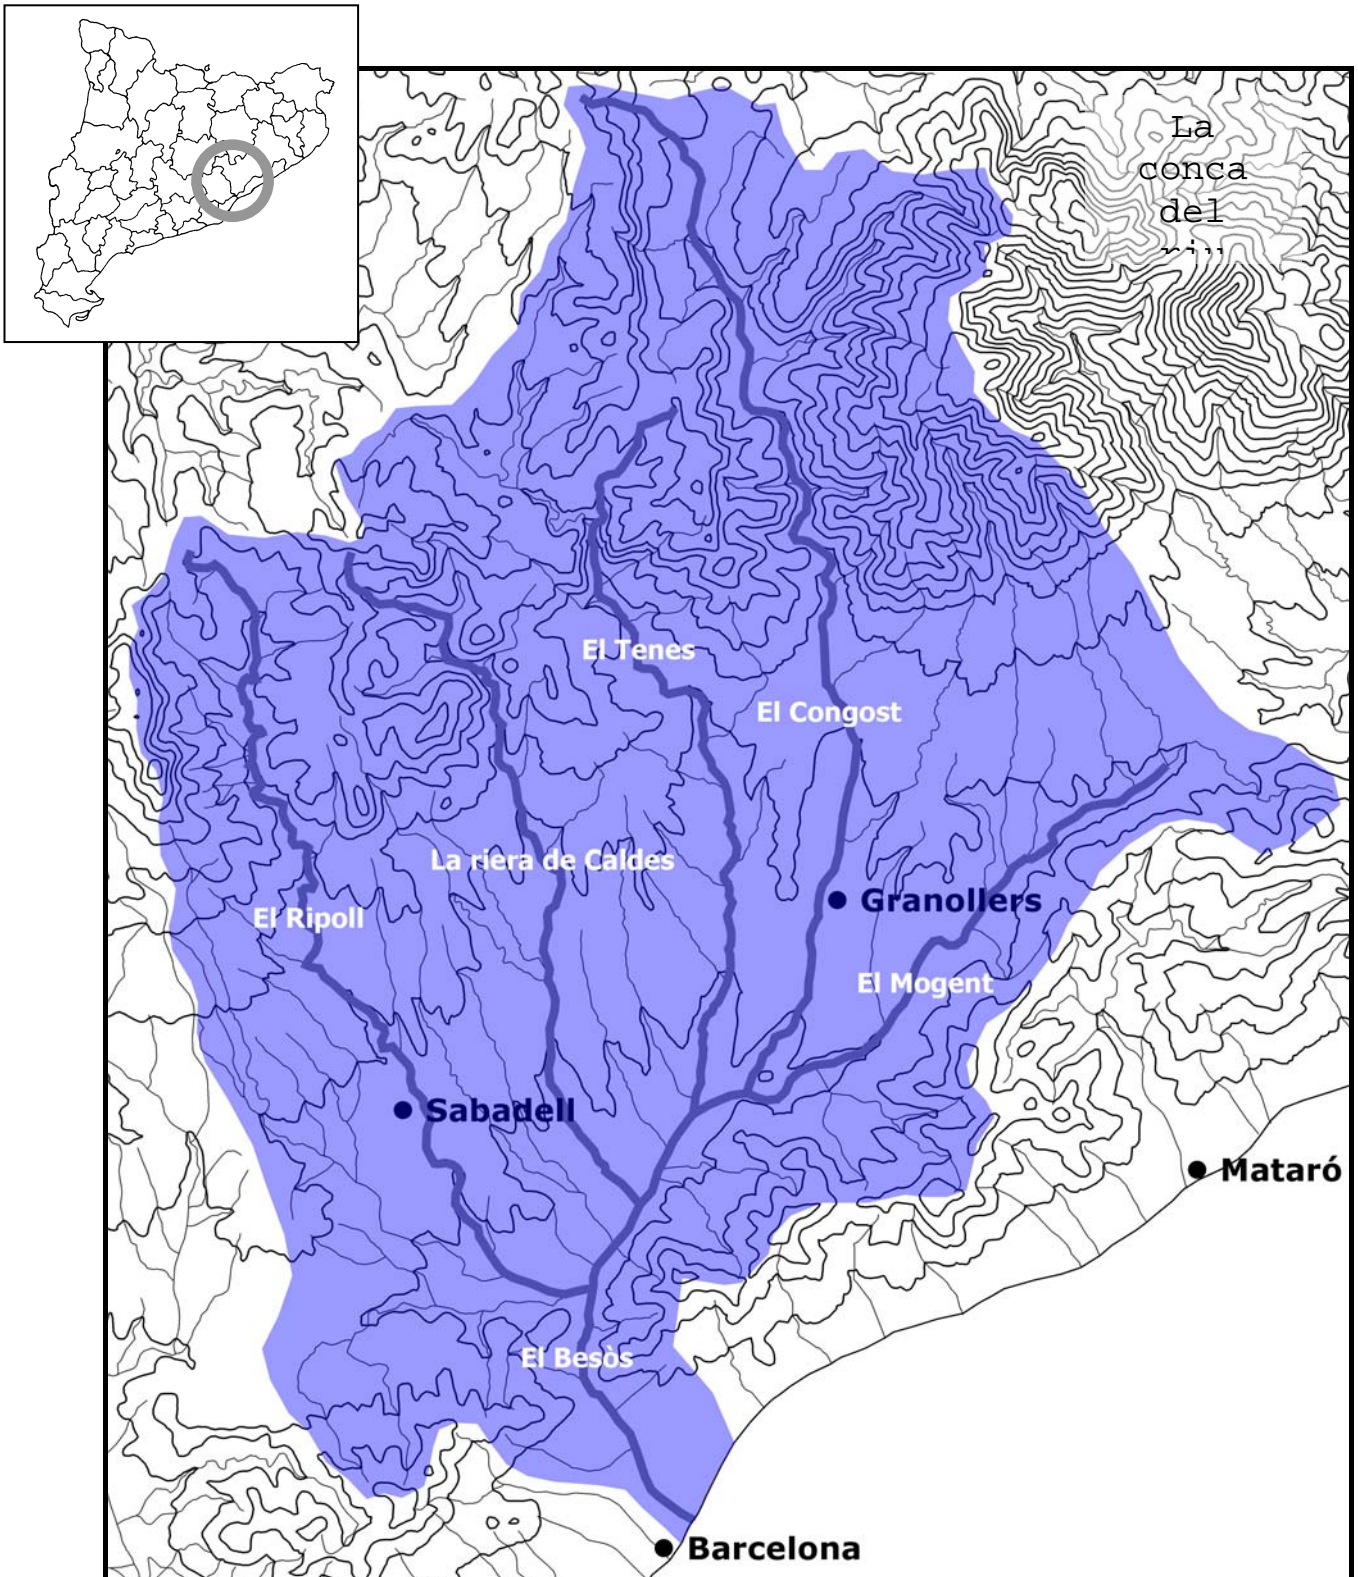 La
conca
del
riu
El Tenes
El Congost
La riera de Caldes
Granollers
El Ripoll
El Mogent
Sabadell
Mataró
El Besòs
Barcelona